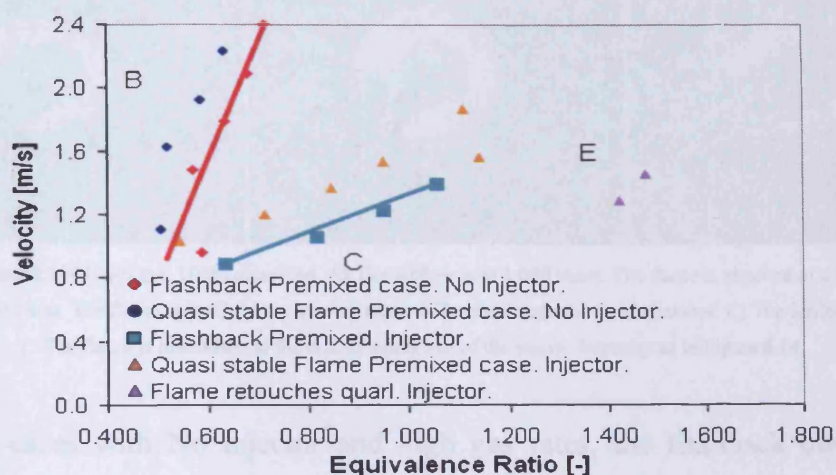 2.4
B
2.0
1.6
E
Velocity [m/s]
1.2
C
0.8
Flashback Premixed case. No Injector.
Quasi stable Flame Premixed case. No Injector.
Flashback Premixed. Injector.
0.4
Quasi stable Flame Premixed case. Injector.
Flame retouches quarl. Injector.
0.0
0.400 0.600 0.800 1.000 1.200 1.400 1.600 1.800
Equivalence Ratio [-]